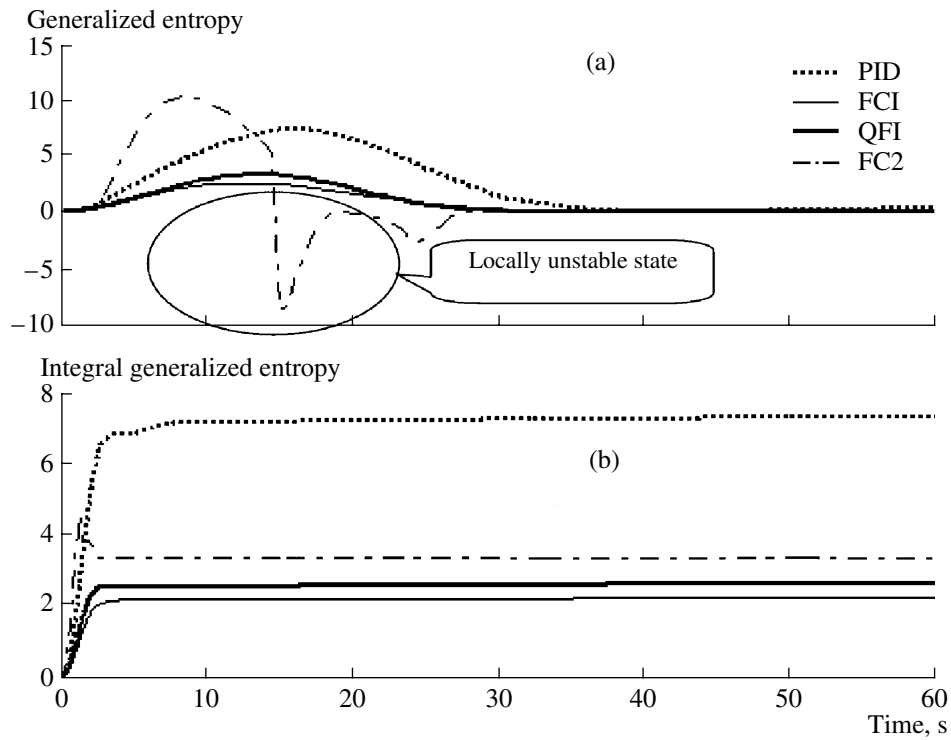 Generalized entropy
15
(a)
PID
10
FCI
QFI
5
FC2
0
Locally unstable state
−5
−10
Integral generalized entropy
8
6
(b)
4
2
0
0 10 20 30 40 50 60
Time, s